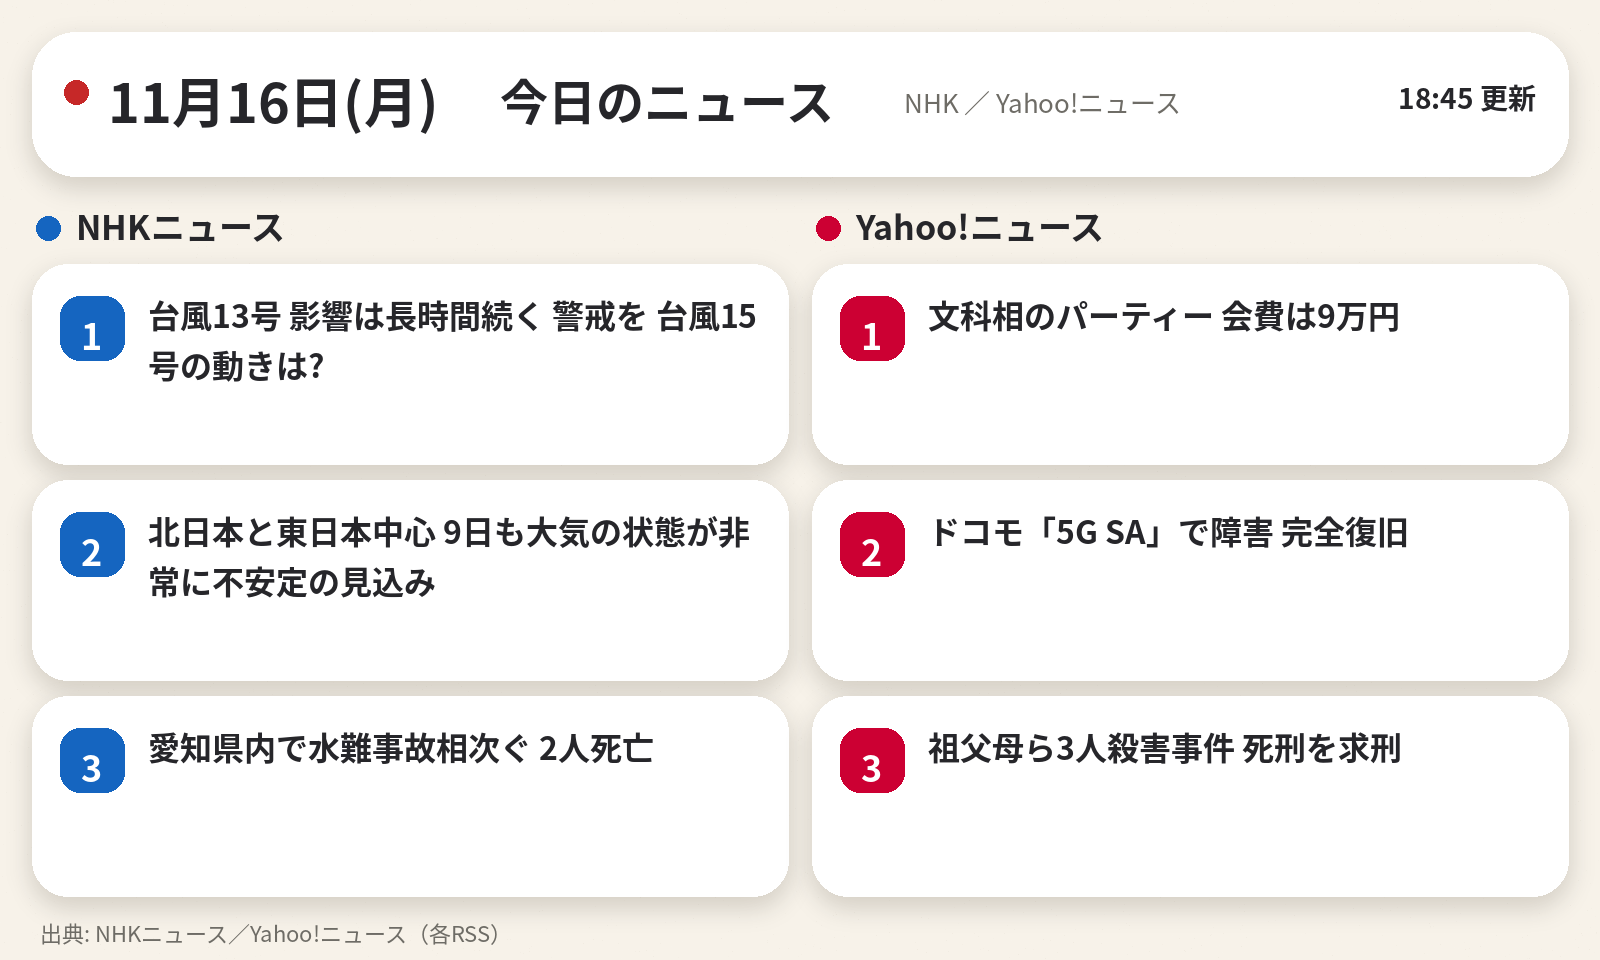 11月16日(月) 今日のニュース NHK ／ Yahoo!ニュース 18:45 更新
NHKニュース
1 台風13号 影響は長時間続く 警戒を 台風15
号の動きは?
2 北日本と東日本中心 9日も大気の状態が非
常に不安定の見込み
3 愛知県内で水難事故相次ぐ 2人死亡
Yahoo!ニュース
1 文科相のパーティー 会費は9万円
2 ドコモ「5G SA」で障害 完全復旧
3 祖父母ら3人殺害事件 死刑を求刑
出典: NHKニュース／Yahoo!ニュース（各RSS）